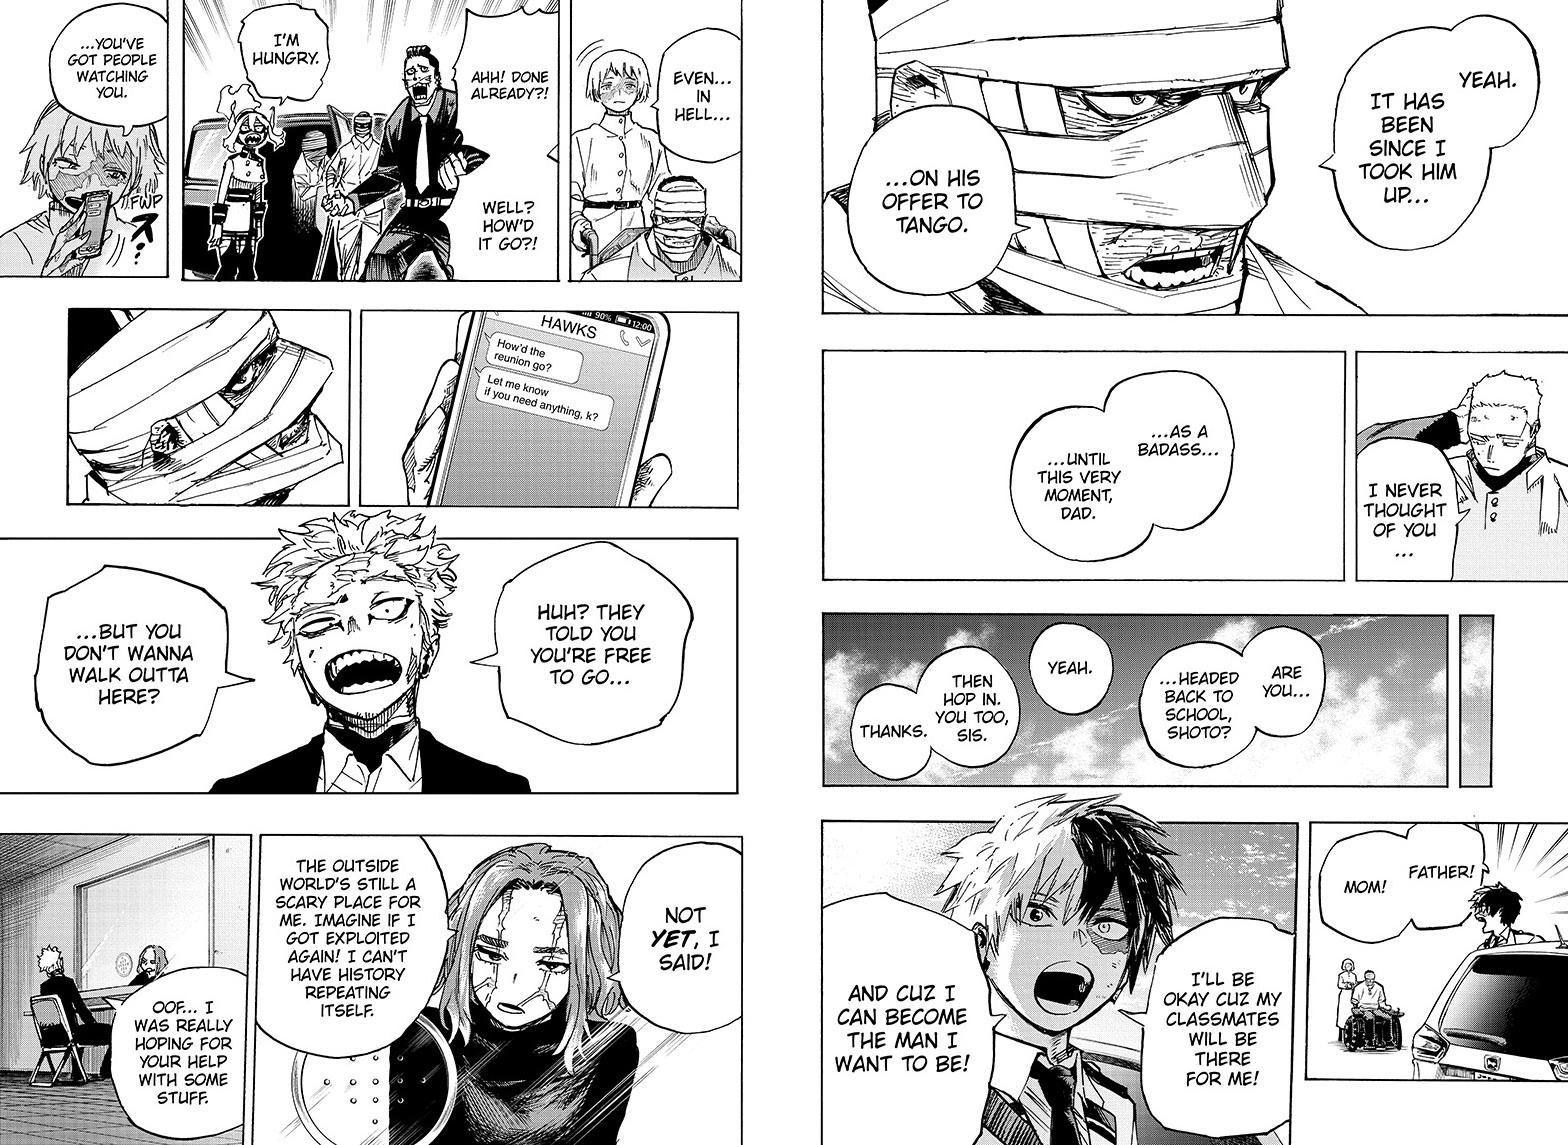 YEAH.
IT HAS
BEEN
SINCE I
TOOK HIM
UP...
...ON HIS
OFFER TO
TANGO.
I NEVER
THOUGHT
OF YOU
...
...AS A
BADASS...
...UNTIL
THIS VERY
MOMENT,
DAD.
ARE
YOU...
...HEADED
BACK TO
SCHOOL,
SHOTO?
YEAH.
THEN
HOP IN.
YOU TOO,
SIS.
THANKS.
FATHER!
MOM!
I'LL BE
OKAY CUZ MY
CLASSMATES
WILL BE
THERE
FOR ME!
AND CUZ I
CAN BECOME
THE MAN I
WANT TO BE!
EVEN...
IN
HELL...
AHH! DONE
ALREADY?!
WELL?
HOW'D
IT GO?!
I'M
HUNGRY.
...YOU'VE
GOT PEOPLE
WATCHING
YOU.
FWP
90% 12:00
HAWKS
How'd the
reunion go?
Let me know
if you need anything, k?
HUH? THEY
TOLD YOU
YOU'RE FREE
TO GO...
...BUT YOU
DON'T WANNA
WALK OUTTA
HERE?
NOT
YET, I
SAID!
THE OUTSIDE
WORLD'S STILL A
SCARY PLACE FOR
ME. IMAGINE IF I
GOT EXPLOITED
AGAIN! I CAN'T
HAVE HISTORY
REPEATING
ITSELF.
OOF... I
WAS REALLY
HOPING FOR
YOUR HELP
WITH SOME
STUFF.